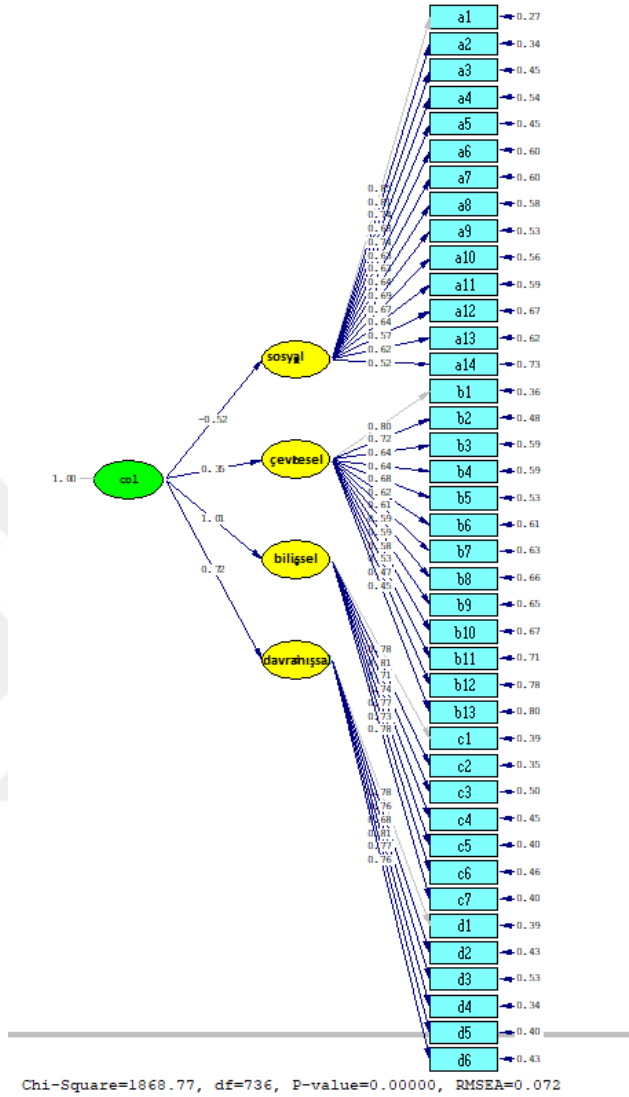 a1 0.27
a2 0.34
a3 0.45
a4 0.54
a5 0.45
a6 0.60
a7 0.60
a8 0.58
a9 0.53
a10 0.56
a11 0.59
a12 0.67
a13 0.62
a14 0.73
b1 0.36
b2 0.48
b3 0.59
b4 0.59
b5 0.53
b6 0.61
b7 0.63
b8 0.66
b9 0.65
b10 0.67
b11 0.71
b12 0.78
b13 0.80
c1 0.39
c2 0.35
c3 0.50
c4 0.45
c5 0.40
c6 0.46
c7 0.40
d1 0.39
d2 0.43
d3 0.53
d4 0.34
d5 0.40
d6 0.43
0.74
0.64
0.69
0.67
0.64
0.57
0.62
0.52
sosyal
-0.52
0.80
0.72
0.64
0.64
0.68
0.62
0.61
0.59
0.59
0.58
0.53
0.47
0.45
çevresel
0.35
1.00
co1
1.01
bilişsel
0.78
0.81
0.71
0.74
0.77
0.73
0.78
0.72
davranışsal
0.78
0.76
0.68
0.81
0.77
0.76
Chi-Square=1868.77, df=736, P-value=0.00000, RMSEA=0.072